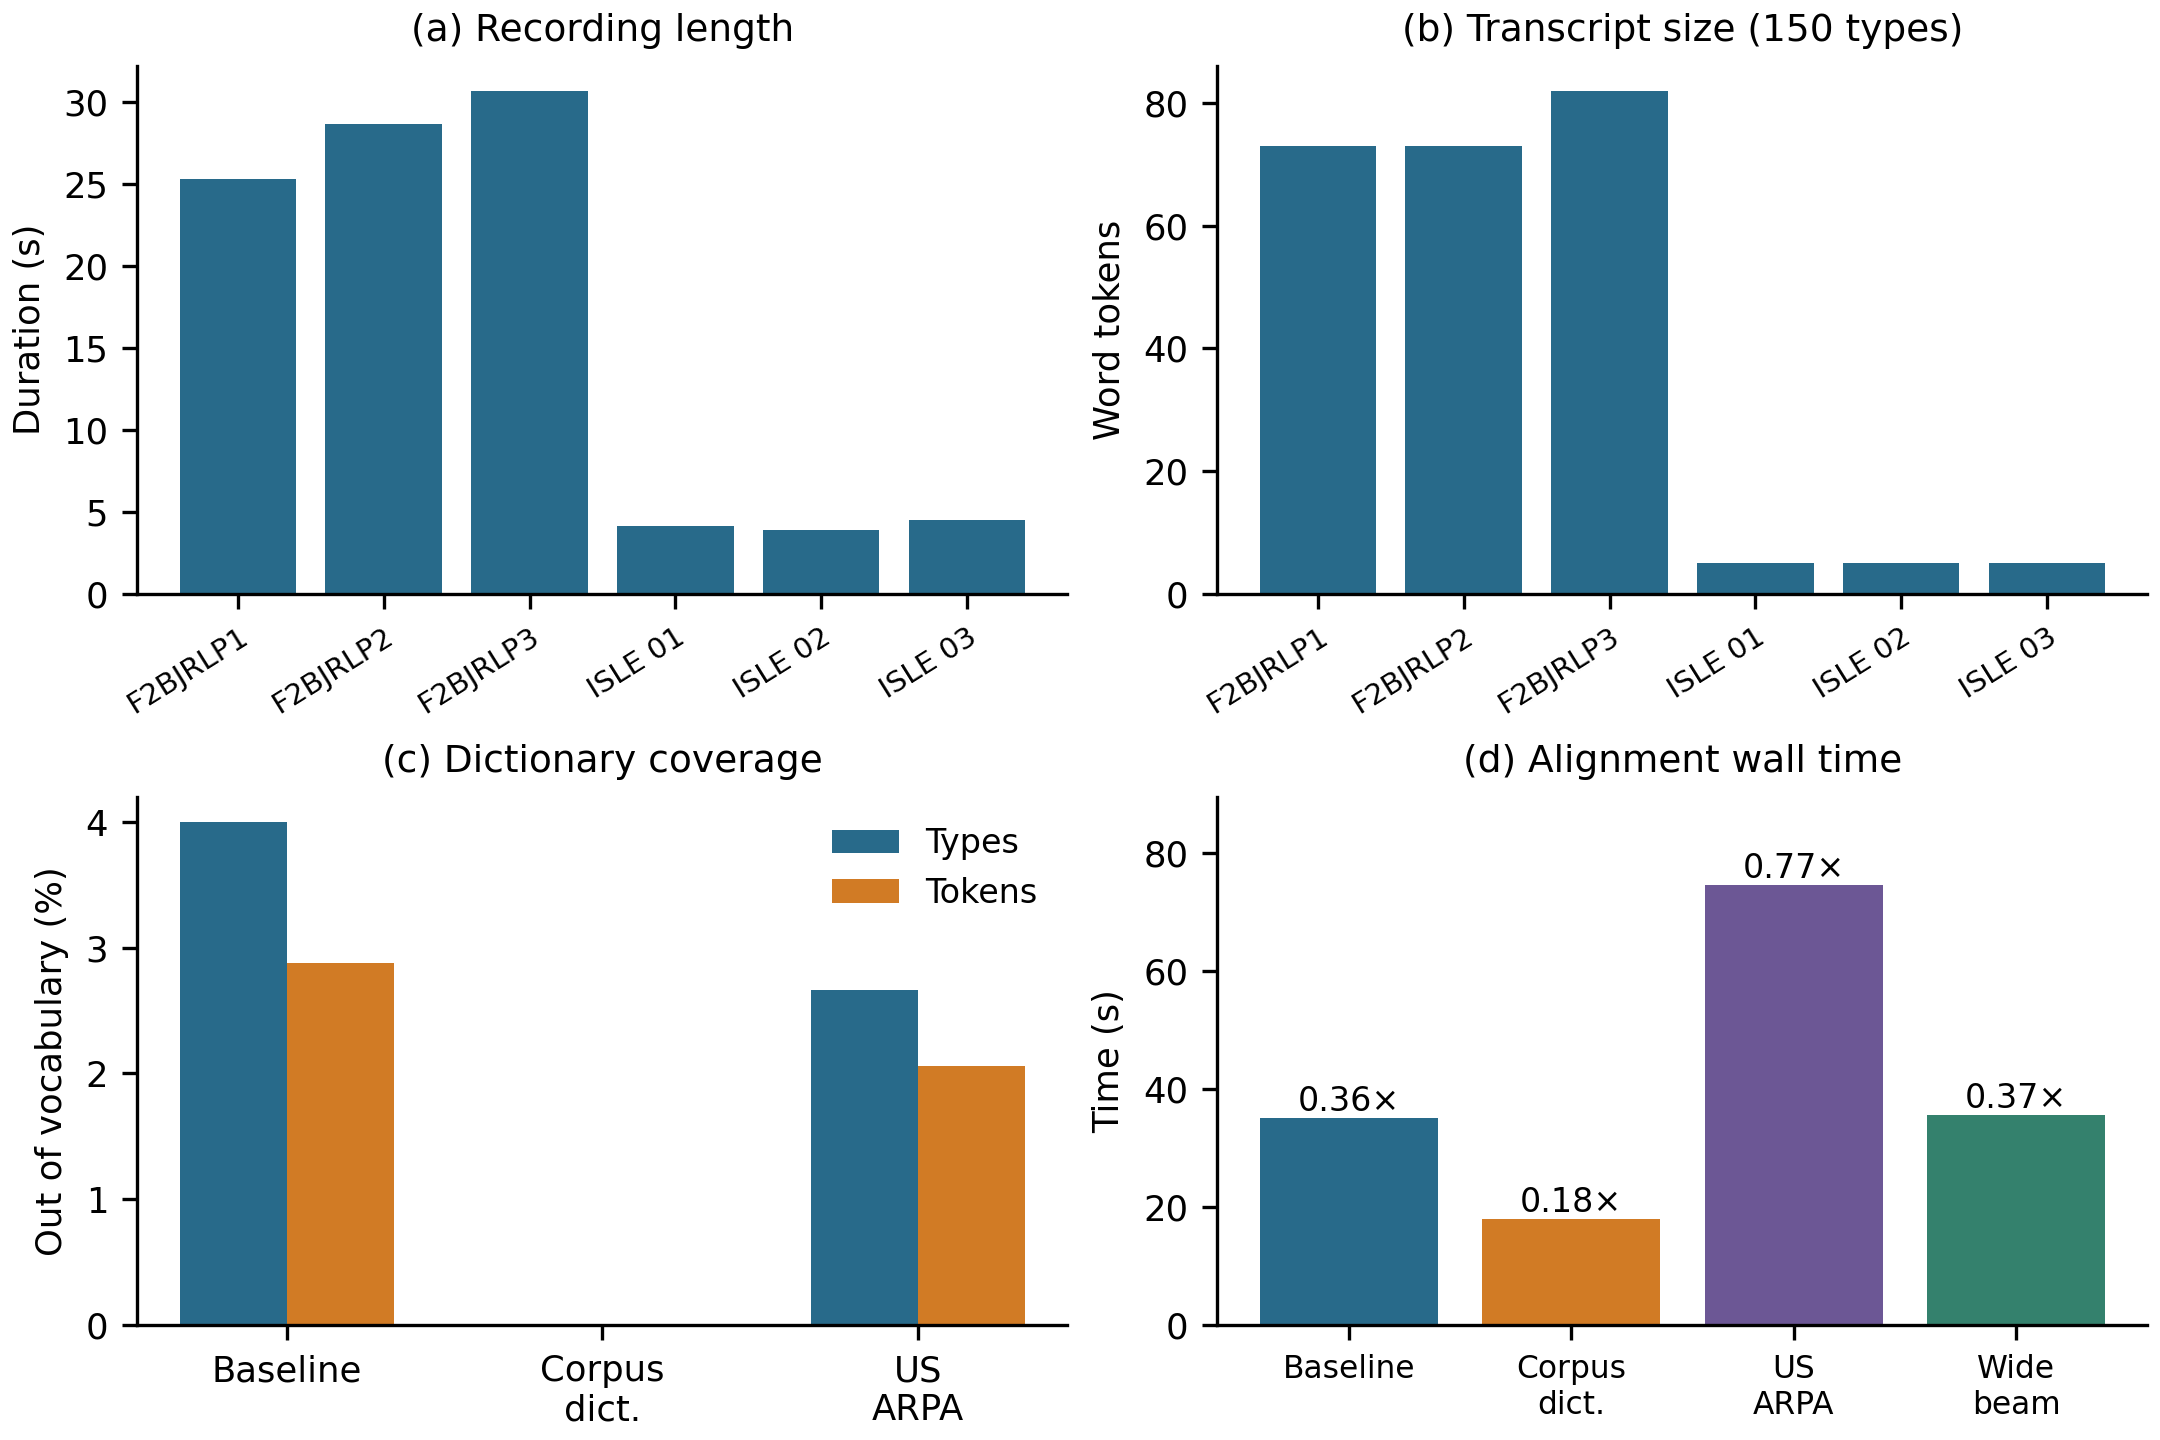 (a) Recording length
Duration (s)
30
25
20
15
10
5
0
F2BJRLP1
F2BJRLP2
F2BJRLP3
ISLE 01
ISLE 02
ISLE 03
(b) Transcript size (150 types)
Word tokens
80
60
40
20
0
F2BJRLP1
F2BJRLP2
F2BJRLP3
ISLE 01
ISLE 02
ISLE 03
(c) Dictionary coverage
Out of vocabulary (%)
4
3
2
1
0
Types
Tokens
Baseline
Corpus
dict.
US
ARPA
(d) Alignment wall time
Time (s)
80
60
40
20
0
0.36×
0.18×
0.77×
0.37×
Baseline
Corpus
dict.
US
ARPA
Wide
beam